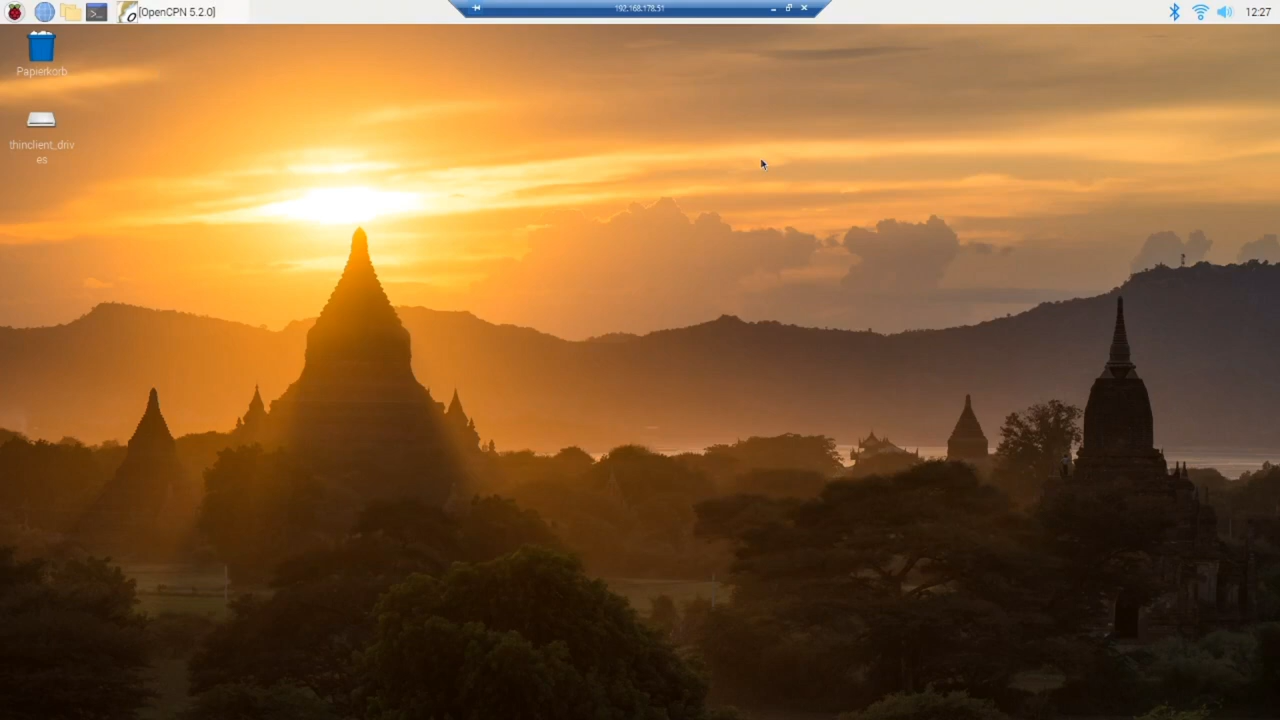 [OpenCPN 5.2.0]
192.168.178.51
12:27
Papierkorb
thinclient_driv
es